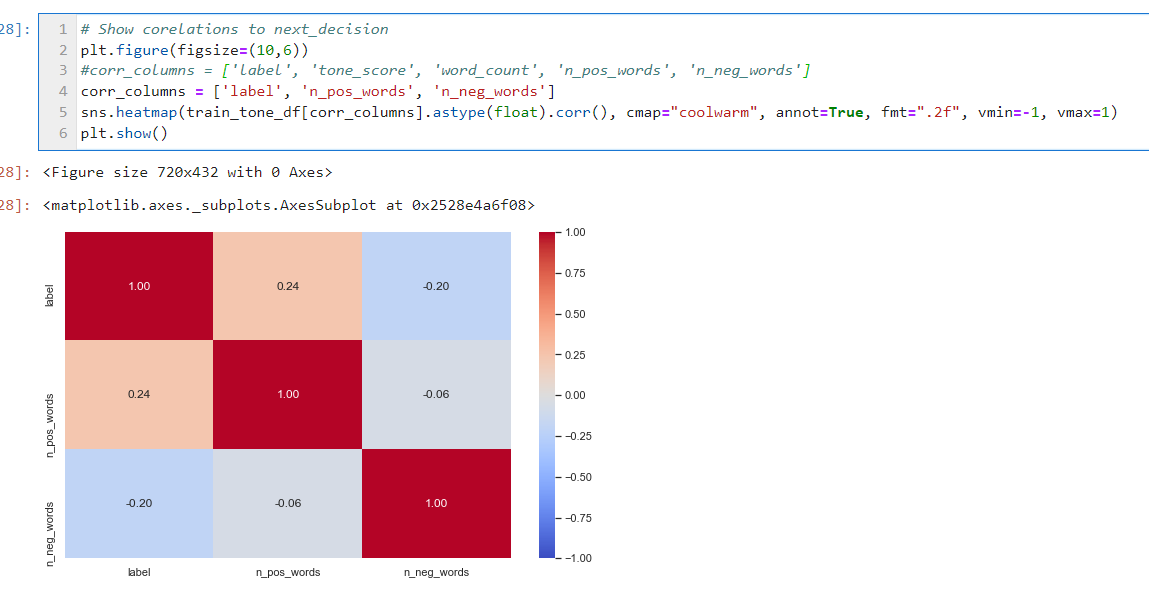 28]:
1 # Show corelations to next_decision
2 plt.figure(figsize=(10,6))
3 #corr_columns = ['label', 'tone_score', 'word_count', 'n_pos_words', 'n_neg_words']
4 corr_columns = ['label', 'n_pos_words', 'n_neg_words']
5 sns.heatmap(train_tone_df[corr_columns].astype(float).corr(), cmap="coolwarm", annot=True, fmt=".2f", vmin=-1, vmax=1)
6 plt.show()
28]: <Figure size 720x432 with 0 Axes>
28]: <matplotlib.axes._subplots.AxesSubplot at 0x2528e4a6f08>
label
1.00 0.24 -0.20
n_pos_words
0.24 1.00 -0.06
n_neg_words
-0.20 -0.06 1.00
label n_pos_words n_neg_words
1.00
0.75
0.50
0.25
0.00
−0.25
−0.50
−0.75
−1.00